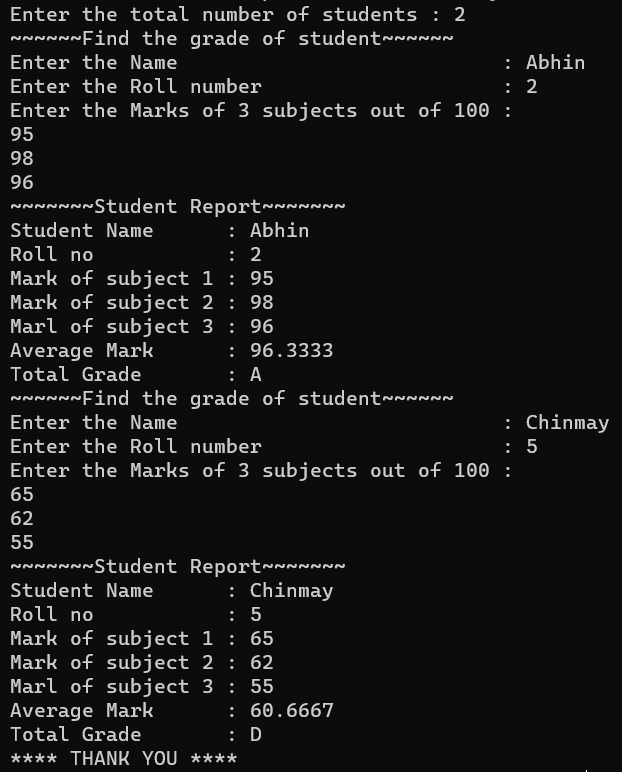 Enter the total number of students : 2
~~~~~~Find the grade of student~~~~~~
Enter the Name                           : Abhin
Enter the Roll number                    : 2
Enter the Marks of 3 subjects out of 100 :
95
98
96
~~~~~~~Student Report~~~~~~~
Student Name      : Abhin
Roll no           : 2
Mark of subject 1 : 95
Mark of subject 2 : 98
Marl of subject 3 : 96
Average Mark      : 96.3333
Total Grade       : A
~~~~~~Find the grade of student~~~~~~
Enter the Name                           : Chinmay
Enter the Roll number                    : 5
Enter the Marks of 3 subjects out of 100 :
65
62
55
~~~~~~~Student Report~~~~~~~
Student Name      : Chinmay
Roll no           : 5
Mark of subject 1 : 65
Mark of subject 2 : 62
Marl of subject 3 : 55
Average Mark      : 60.6667
Total Grade       : D
**** THANK YOU ****